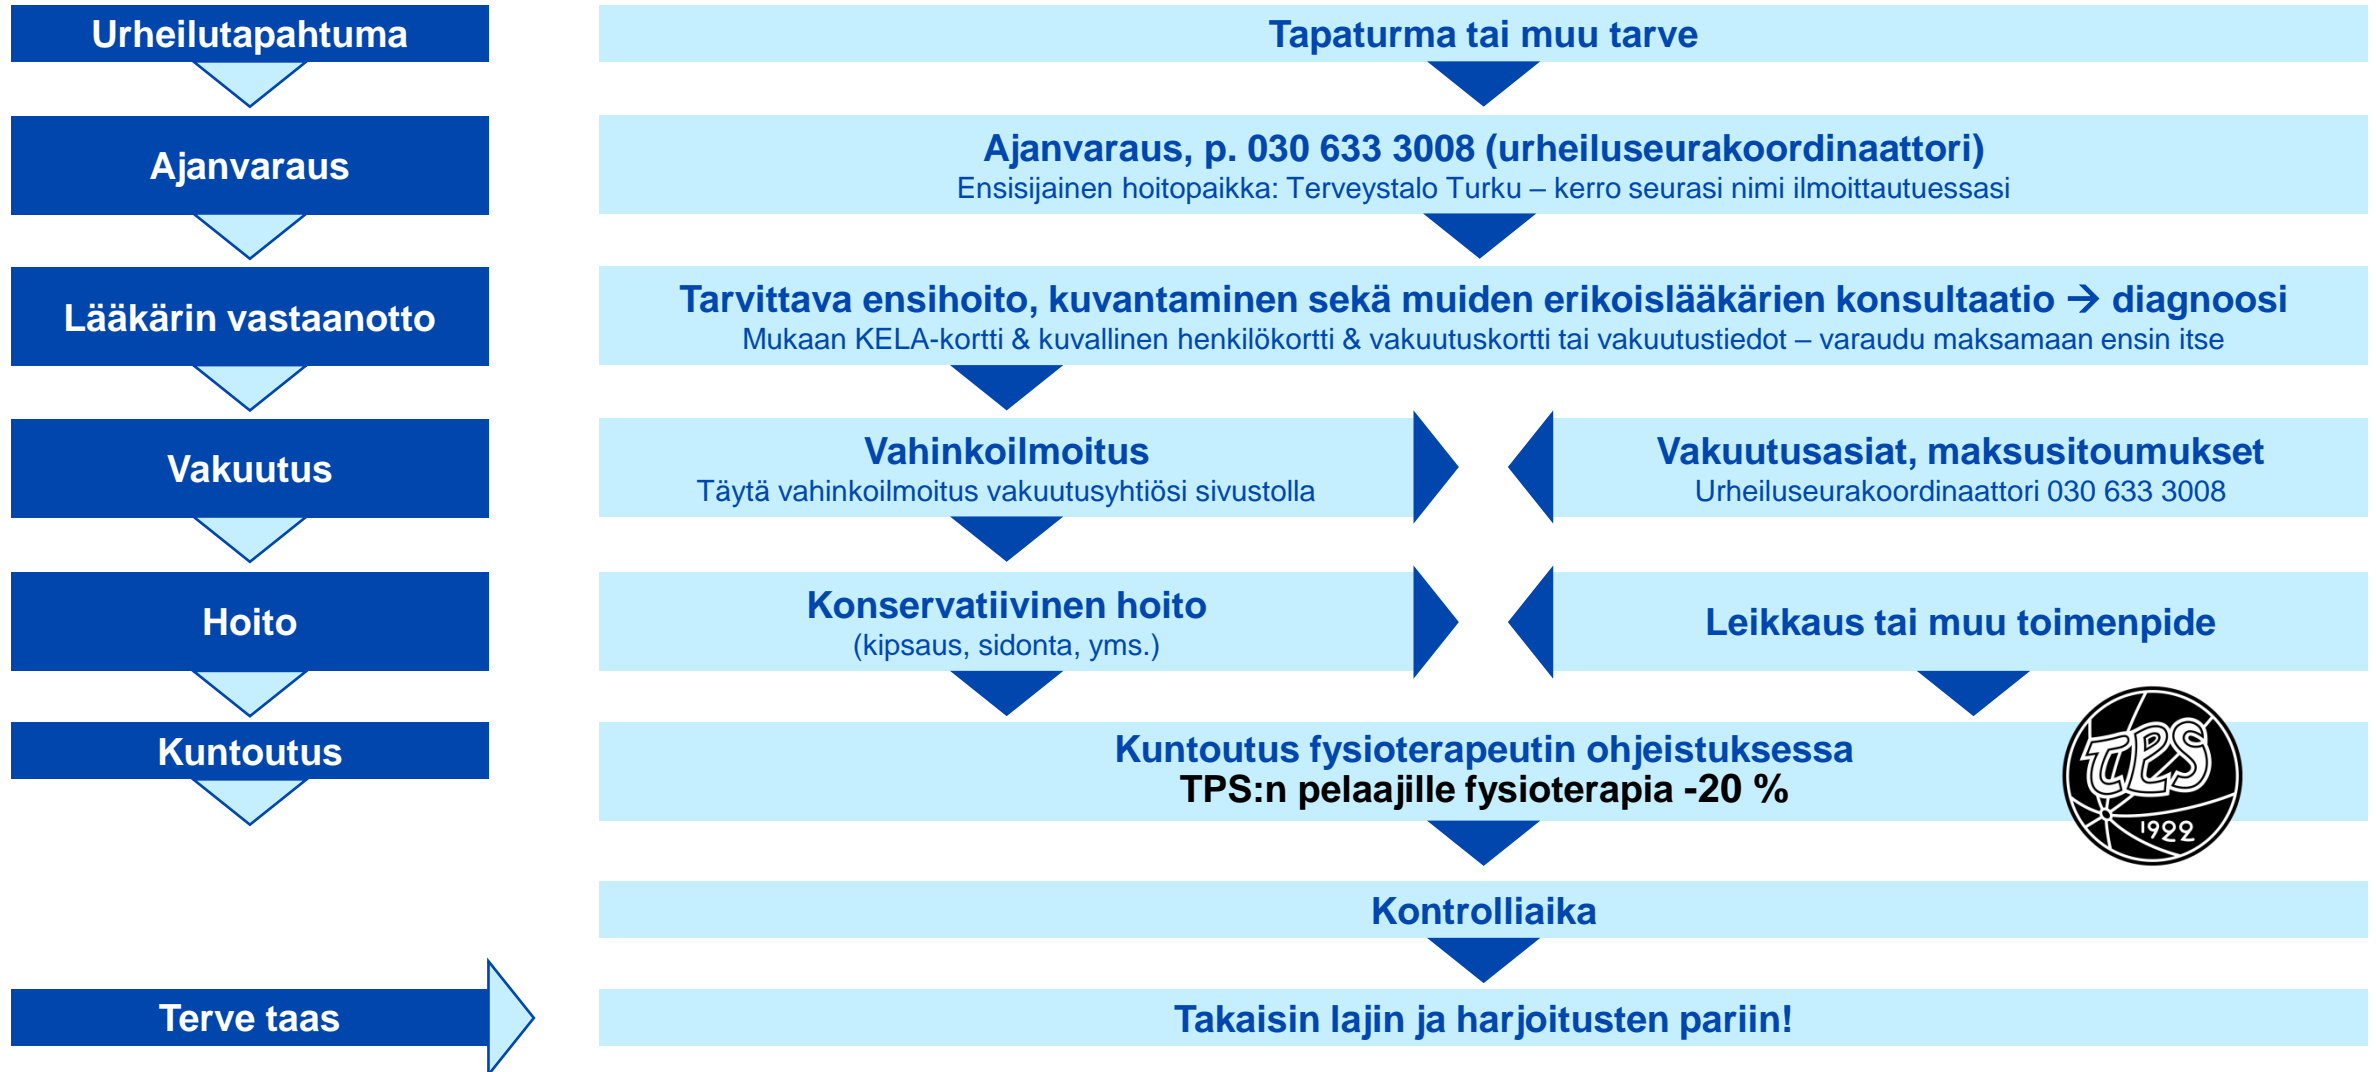 Urheilutapahtuma
Tapaturma tai muu tarve
Ajanvaraus
Ajanvaraus, p. 030 633 3008 (urheiluseurakoordinaattori)
Ensisijainen hoitopaikka: Terveystalo Turku – kerro seurasi nimi ilmoittautuessasi
Lääkärin vastaanotto
Tarvittava ensihoito, kuvantaminen sekä muiden erikoislääkärien konsultaatio → diagnoosi
Mukaan KELA-kortti & kuvallinen henkilökortti & vakuutuskortti tai vakuutustiedot – varaudu maksamaan ensin itse
Vakuutus
Vahinkoilmoitus
Täytä vahinkoilmoitus vakuutusyhtiösi sivustolla
Vakuutusasiat, maksusitoumukset
Urheiluseurakoordinaattori 030 633 3008
Hoito
Konservatiivinen hoito
(kipsaus, sidonta, yms.)
Leikkaus tai muu toimenpide
Kuntoutus
Kuntoutus fysioterapeutin ohjeistuksessa
TPS:n pelaajille fysioterapia -20 %
TPS
1922
Kontrolliaika
Terve taas
Takaisin lajin ja harjoitusten pariin!